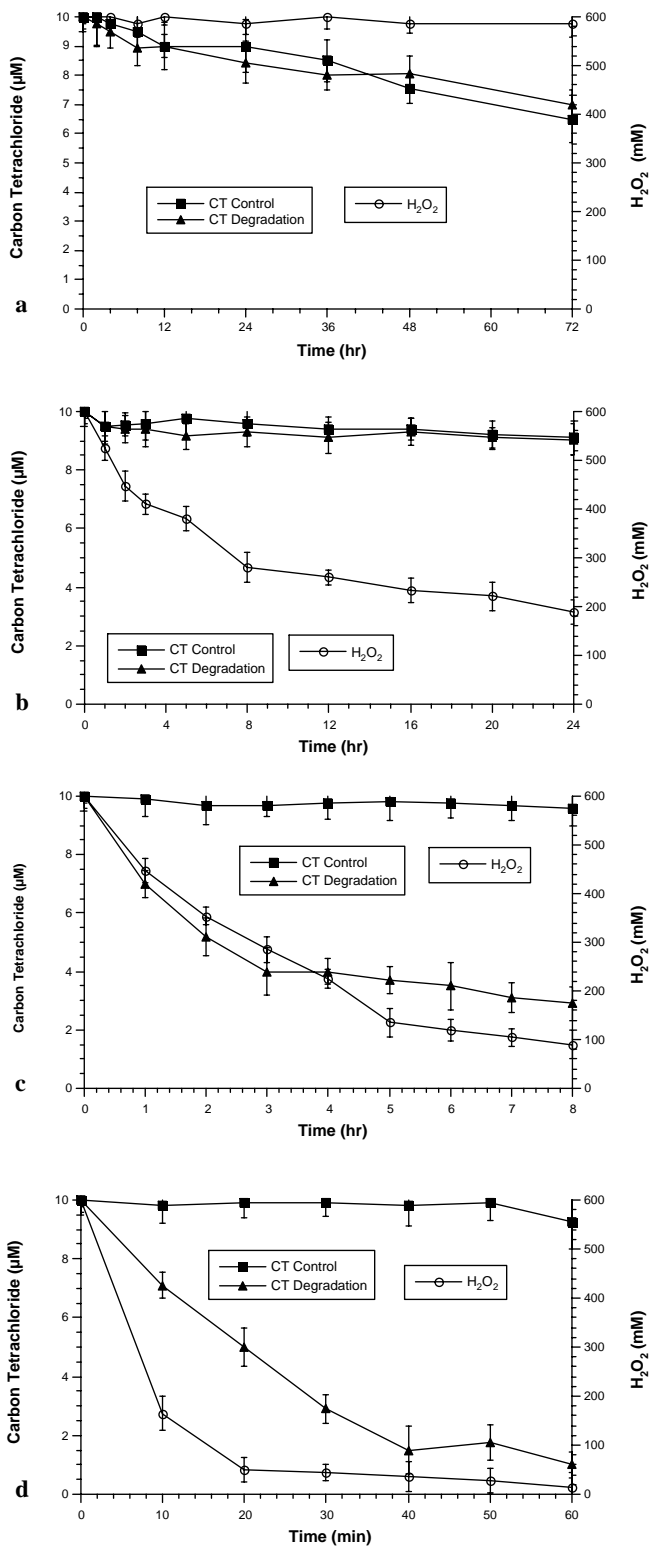 10
9
8
7
6
5
4
3
2
1
0
Carbon Tetrachloride (µM)
600
500
400
300
200
100
0
H2O2 (mM)
CT Control
CT Degradation
H2O2
0 12 24 36 48 60 72
Time (hr)
a
10
8
6
4
2
0
Carbon Tetrachloride (µM)
600
500
400
300
200
100
0
H2O2 (mM)
CT Control
CT Degradation
H2O2
0 4 8 12 16 20 24
Time (hr)
b
10
8
6
4
2
0
Carbon Tetrachloride (µM)
600
500
400
300
200
100
0
H2O2 (mM)
CT Control
CT Degradation
H2O2
0 1 2 3 4 5 6 7 8
Time (hr)
c
10
8
6
4
2
0
Carbon Tetrachloride (µM)
600
500
400
300
200
100
0
H2O2 (mM)
CT Control
CT Degradation
H2O2
0 10 20 30 40 50 60
Time (min)
d